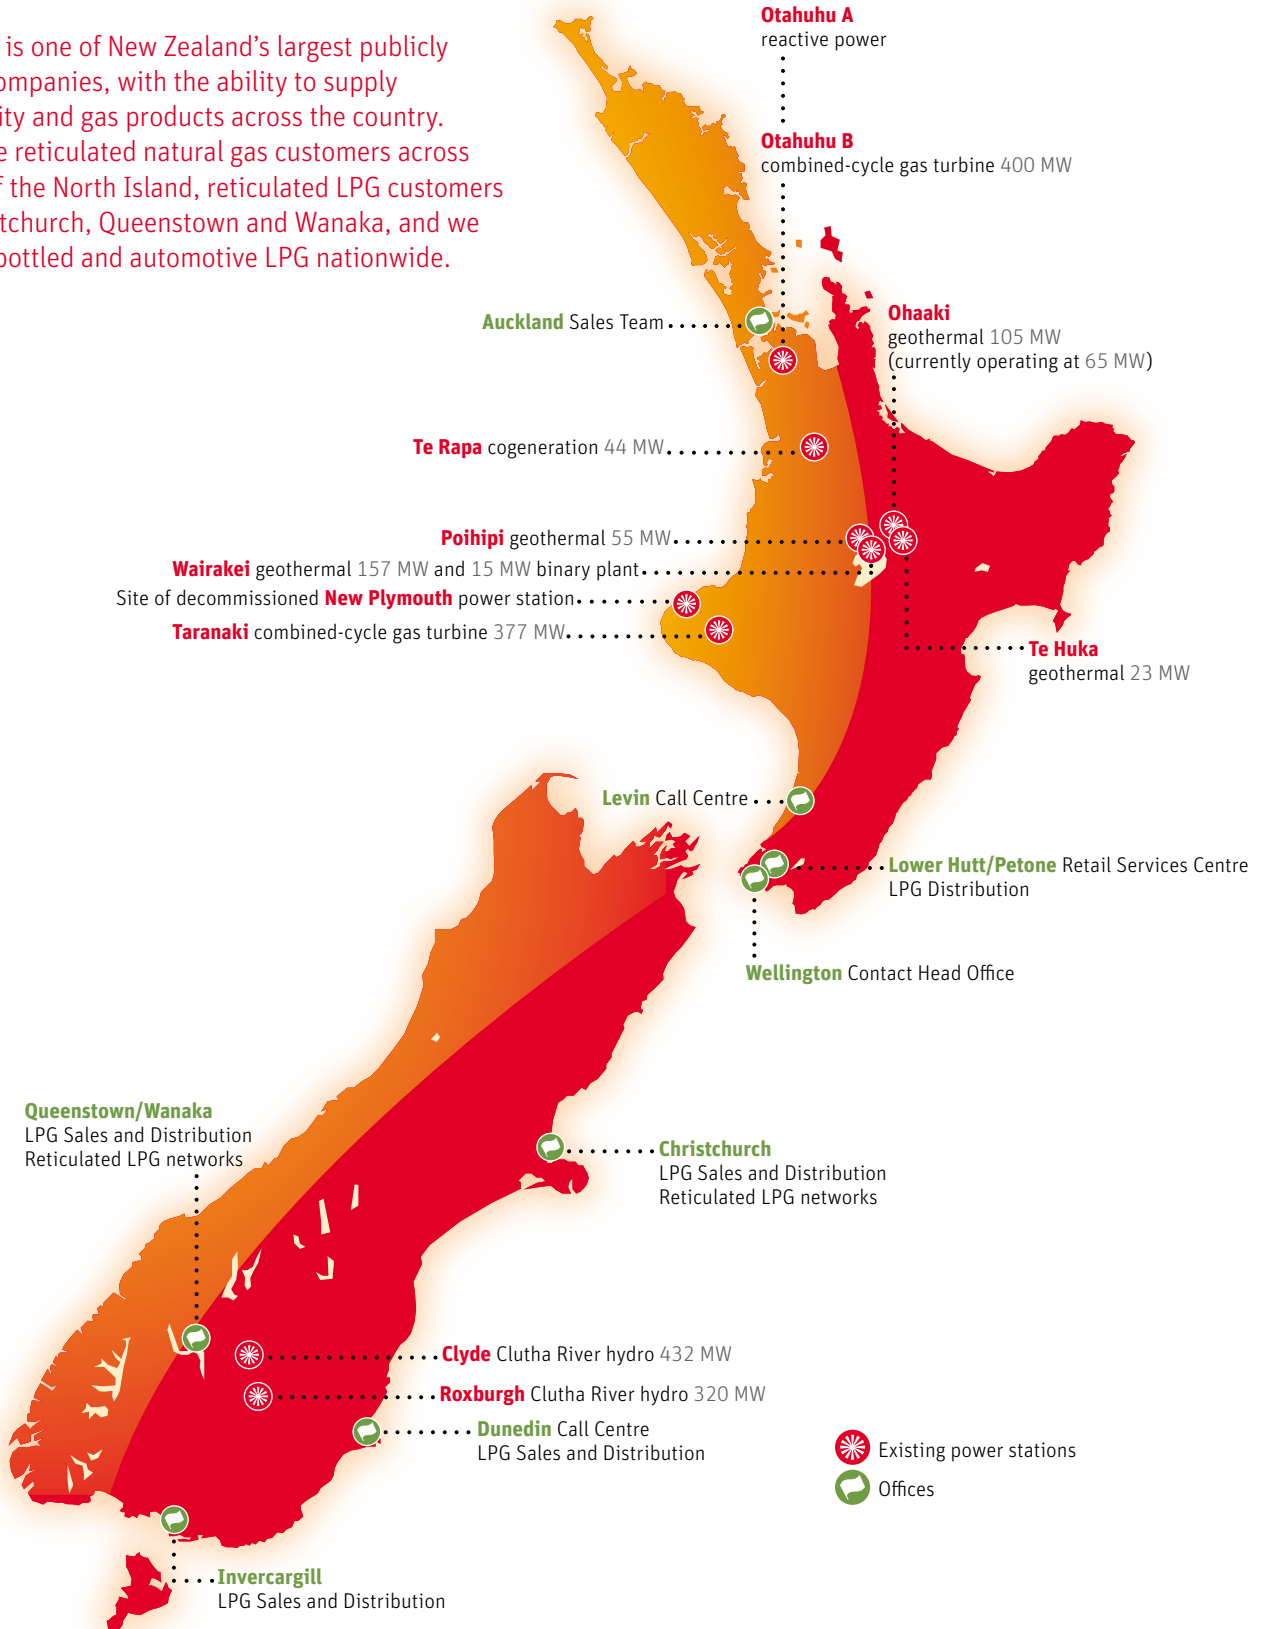 is one of New Zealand’s largest publicly
ompanies, with the ability to supply
ity and gas products across the country.
e reticulated natural gas customers across
f the North Island, reticulated LPG customers
tchurch, Queenstown and Wanaka, and we
bottled and automotive LPG nationwide.
Otahuhu A
reactive power
Otahuhu B
combined-cycle gas turbine 400 MW
Auckland Sales Team
Ohaaki
geothermal 105 MW
(currently operating at 65 MW)
Te Rapa cogeneration 44 MW
Poihipi geothermal 55 MW
Wairakei geothermal 157 MW and 15 MW binary plant
Site of decommissioned New Plymouth power station
Taranaki combined-cycle gas turbine 377 MW
Te Huka
geothermal 23 MW
Levin Call Centre
Lower Hutt/Petone Retail Services Centre
LPG Distribution
Wellington Contact Head Office
Queenstown/Wanaka
LPG Sales and Distribution
Reticulated LPG networks
Christchurch
LPG Sales and Distribution
Reticulated LPG networks
Clyde Clutha River hydro 432 MW
Roxburgh Clutha River hydro 320 MW
Dunedin Call Centre
LPG Sales and Distribution
Existing power stations
Offices
Invercargill
LPG Sales and Distribution